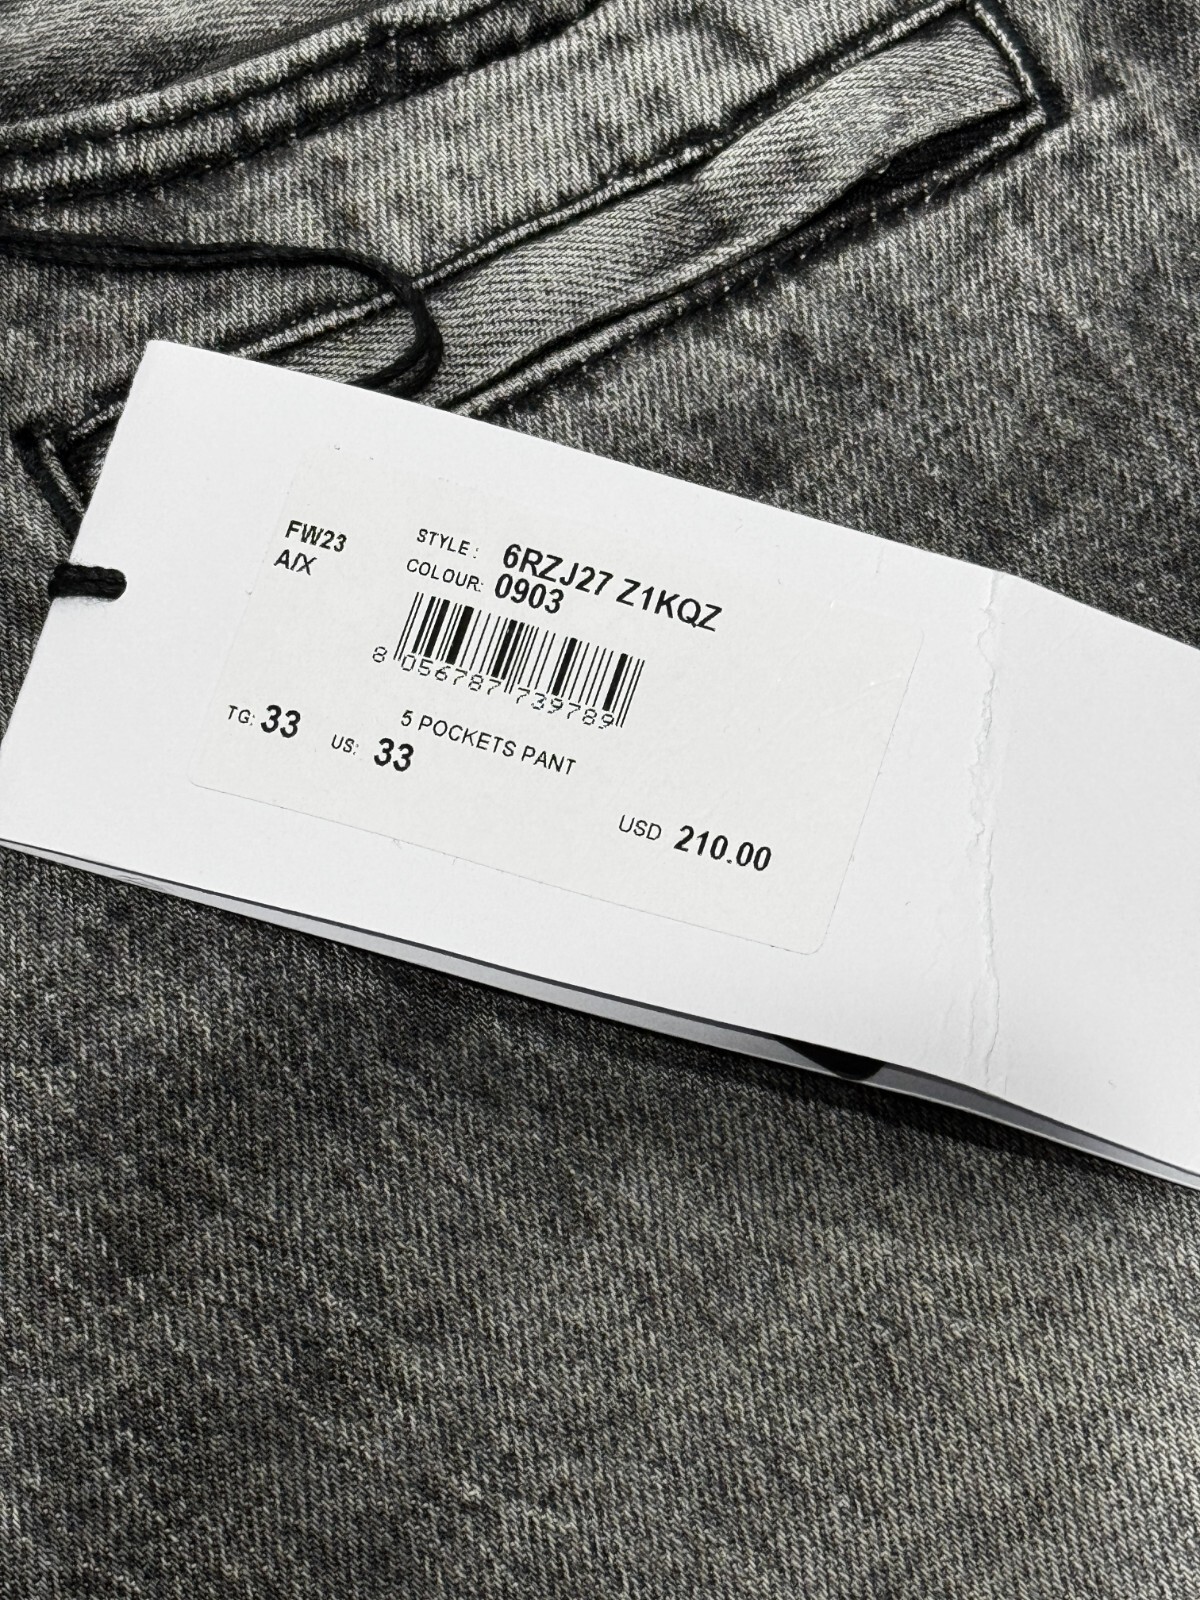 FW23
A/X
STYLE: 6RZJ27 Z1KQZ
COLOUR: 0903
8 056787 739789
5 POCKETS PANT
TG: 33 US: 33
USD 210.00